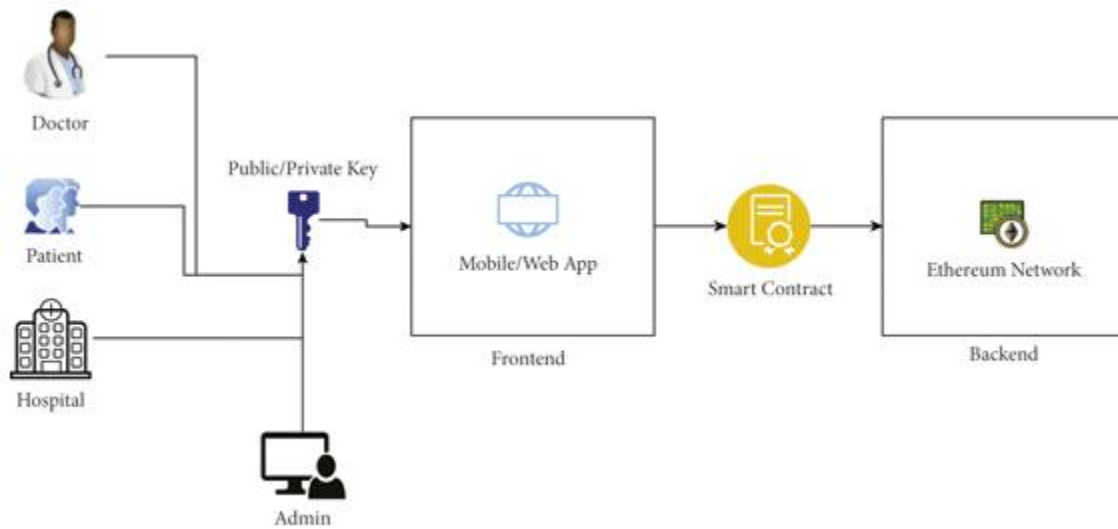 Doctor
Public/Private Key
Patient
Mobile/Web App
Ethereum Network
Smart Contract
Frontend
Backend
Hospital
Admin